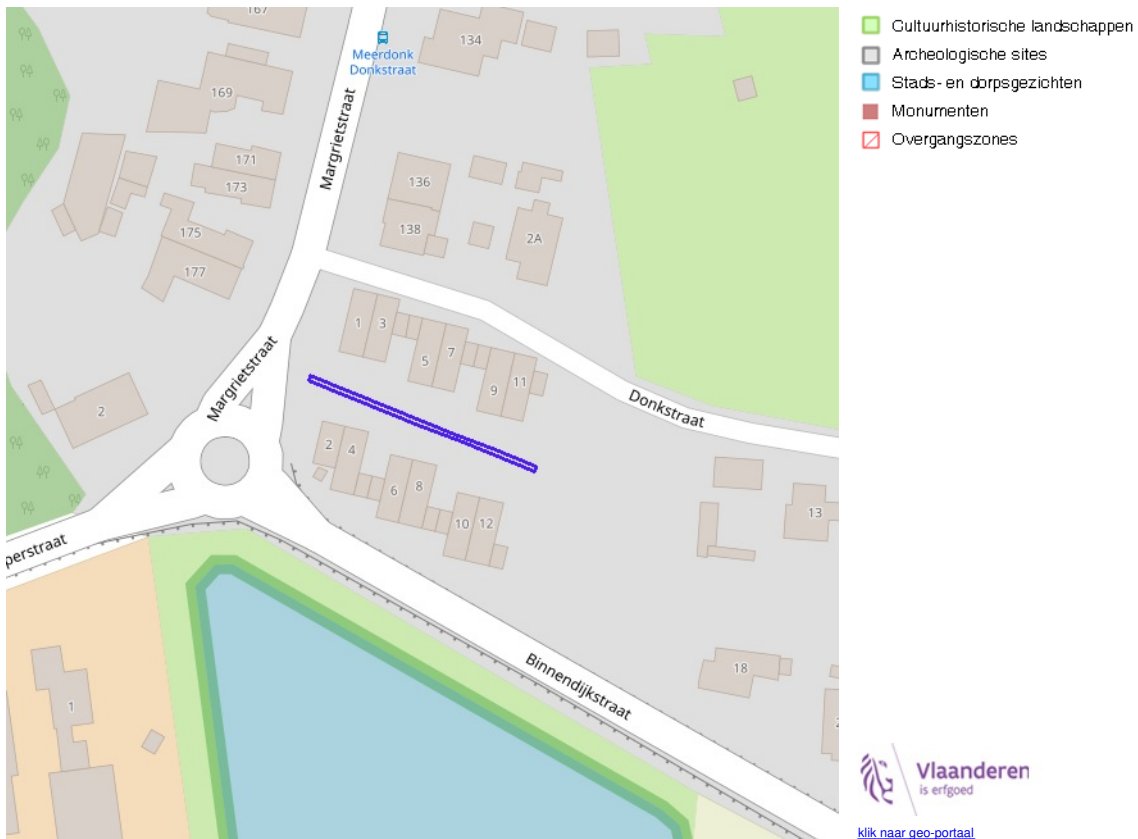 167
134
Meerdonk
Donkstraat
169
Margrietstraat
171
173
136
138
2A
175
177
1
3
5
7
9
11
Margrietstraat
Donkstraat
2
2
4
6
8
10
12
13
perstraat
Binnendijkstraat
18
1
Cultuurhistorische landschappen
Archeologische sites
Stads- en dorpsgezichten
Monumenten
Overgangszones
Vlaanderen
is erfgoed
klik naar geo-portaal